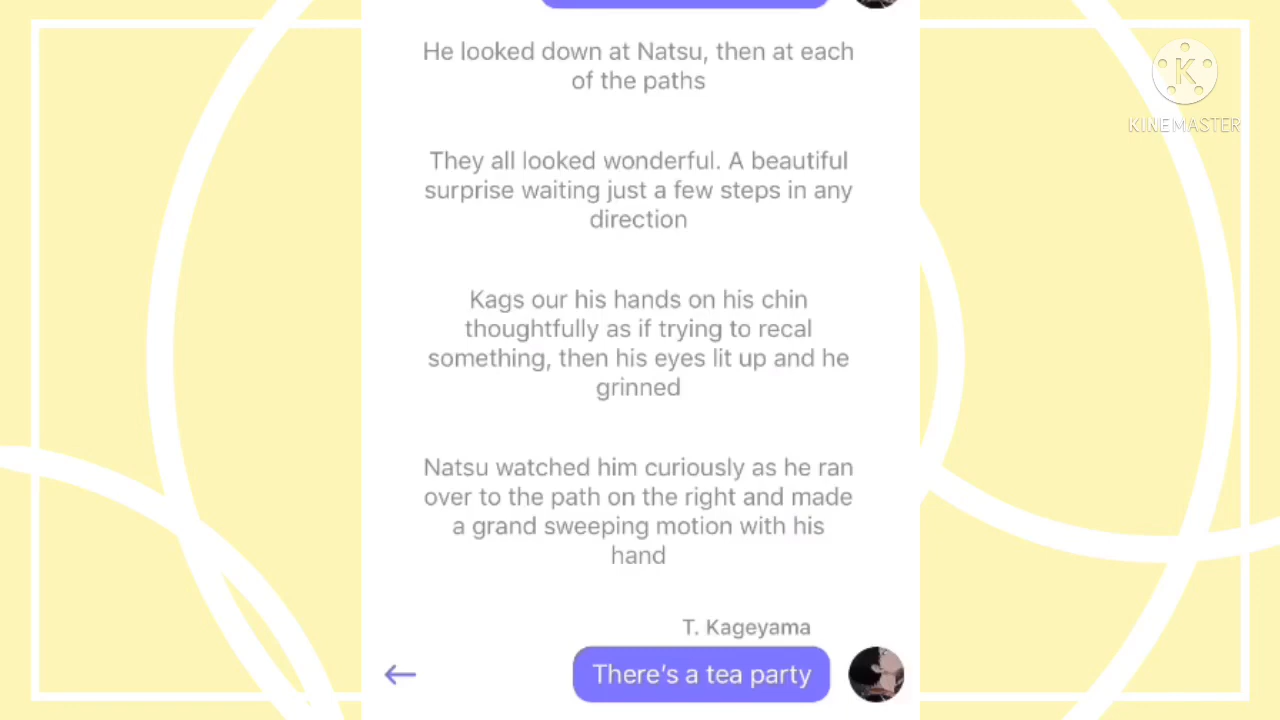 He looked down at Natsu, then at each
of the paths
They all looked wonderful. A beautiful
surprise waiting just a few steps in any
direction
Kags our his hands on his chin
thoughtfully as if trying to recal
something, then his eyes lit up and he
grinned
Natsu watched him curiously as he ran
over to the path on the right and made
a grand sweeping motion with his
hand
T. Kageyama
There's a tea party
K
KINEMASTER